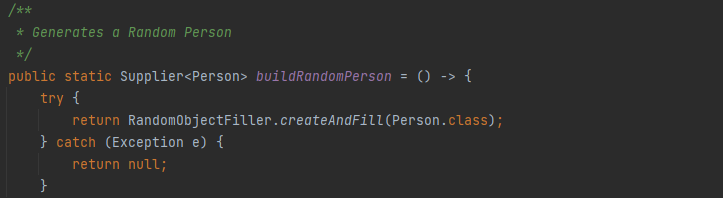 /**
 * Generates a Random Person
 */
public static Supplier<Person> buildRandomPerson = () -> {
    try {
        return RandomObjectFiller.createAndFill(Person.class);
    } catch (Exception e) {
        return null;
    }